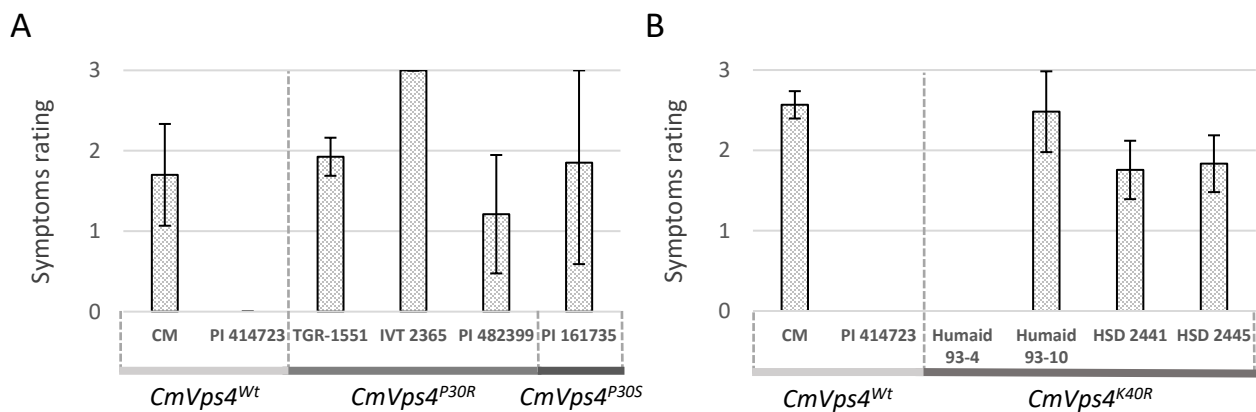 A
Symptoms rating
3
2
1
0
CM PI 414723 TGR-1551 IVT 2365 PI 482399 PI 161735
CmVps4Wt CmVps4P30R CmVps4P30S
B
Symptoms rating
3
2
1
0
CM PI 414723 Humaid 93-4 Humaid 93-10 HSD 2441 HSD 2445
CmVps4Wt CmVps4K40R